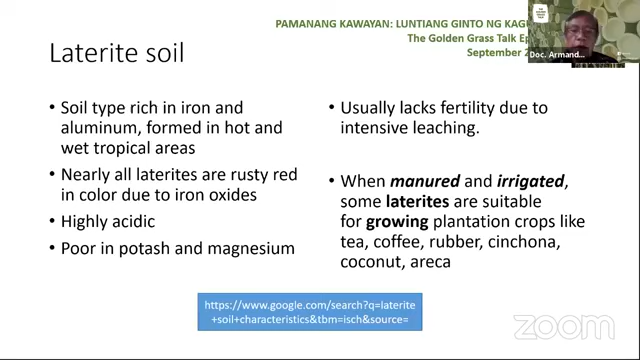 PAMANANG KAWAYAN: LUNTIANG GINTO NG
The Golden Grass Talk
September
Laterite soil
Doc. Armand...
• Soil type rich in iron and
aluminum, formed in hot and
wet tropical areas
• Nearly all laterites are rusty red
in color due to iron oxides
• Highly acidic
• Poor in potash and magnesium
• Usually lacks fertility due to
intensive leaching.
• When manured and irrigated,
some laterites are suitable
for growing plantation crops like
tea, coffee, rubber, cinchona,
coconut, areca
https://www.google.com/search?q=laterite
+soil+characteristics&tbm=isch&source=
zoom